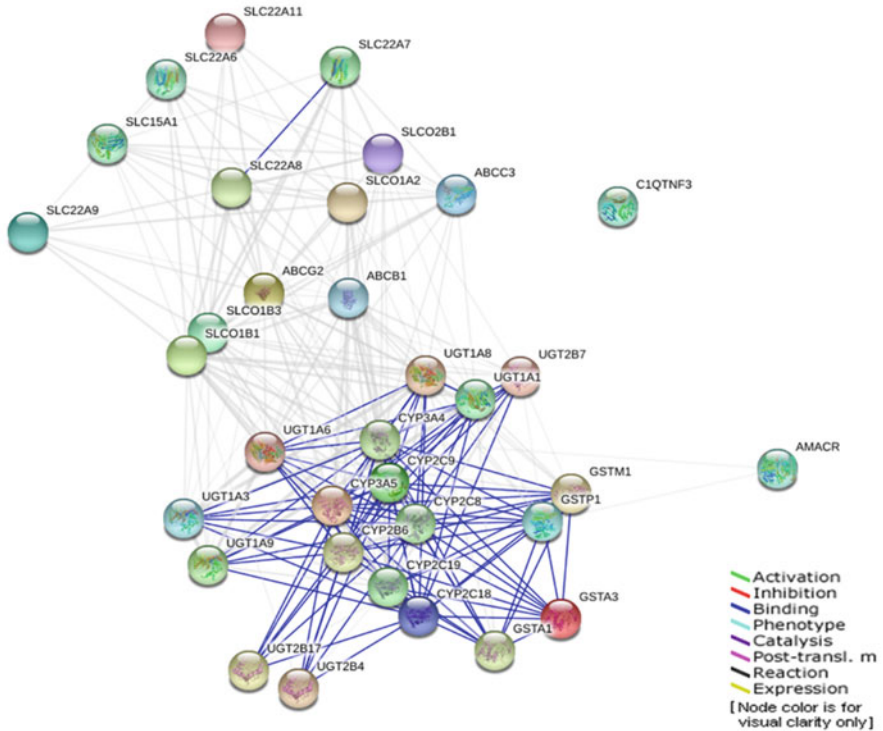 SLC22A11
SLC22A6
SLC22A7
SLC15A1
SLCO2B1
SLC22A8
SLCO1A2
ABCC3
C1QTNF3
SLC22A9
ABCG2
ABCB1
SLCO1B3
SLCO1B1
UGT1A8
UGT2B7
UGT1A1
CYP3A4
UGT1A6
AMACR
CYP2C9
GSTM1
CYP3A5
UGT1A3
CYP2C8
GSTP1
CYP2B6
UGT1A9
CYP2C19
CYP2C18
GSTA3
GSTA1
UGT2B17
UGT2B4
Activation
Inhibition
Binding
Phenotype
Catalysis
Post-transl. m
Reaction
Expression
[Node color is for
visual clarity only]